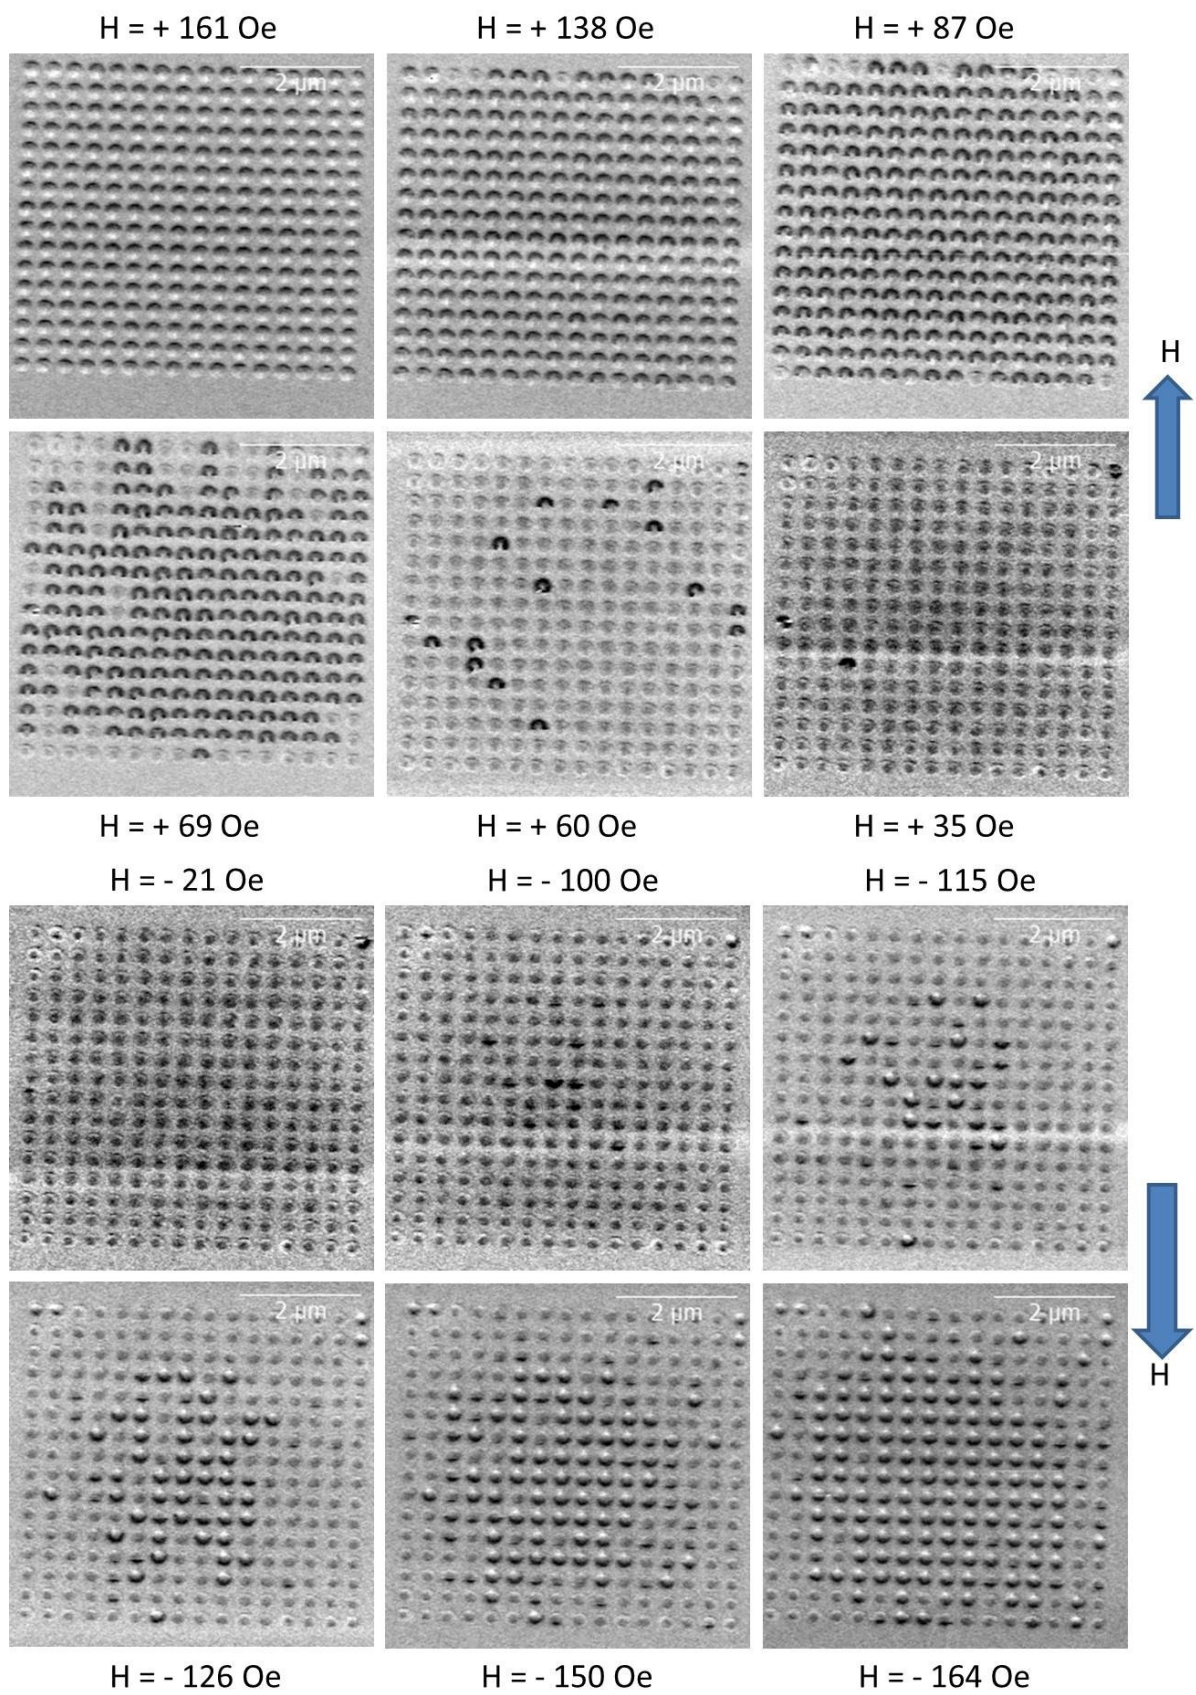 H = + 161 Oe
H = + 138 Oe
H = + 87 Oe
2 µm
2 µm
2 µm
H
2 µm
2 µm
2 µm
H = + 69 Oe
H = + 60 Oe
H = + 35 Oe
H = - 21 Oe
H = - 100 Oe
H = - 115 Oe
2 µm
2 µm
2 µm
2 µm
2 µm
2 µm
H
H = - 126 Oe
H = - 150 Oe
H = - 164 Oe